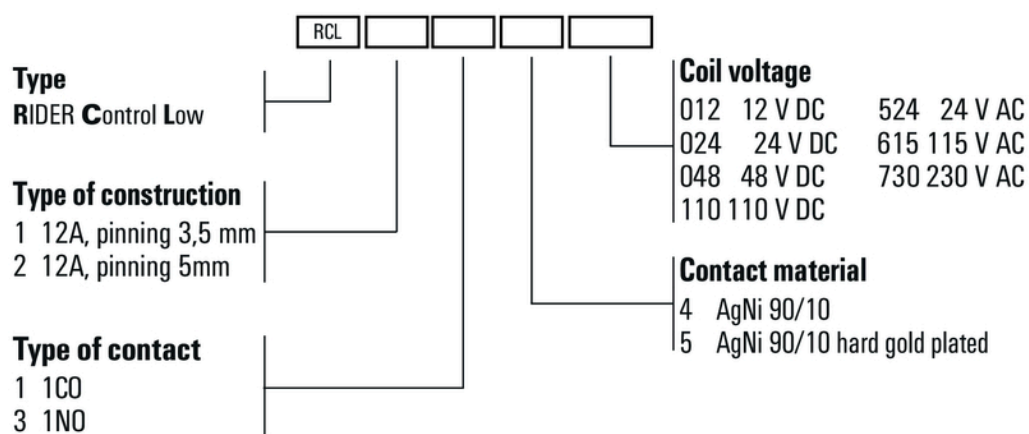 RCL
Type
RIDER Control Low
Type of construction
1 12A, pinning 3,5 mm
2 12A, pinning 5mm
Type of contact
1 1CO
3 1NO
Coil voltage
012 12 V DC 524 24 V AC
024 24 V DC 615 115 V AC
048 48 V DC 730 230 V AC
110 110 V DC
Contact material
4 AgNi 90/10
5 AgNi 90/10 hard gold plated